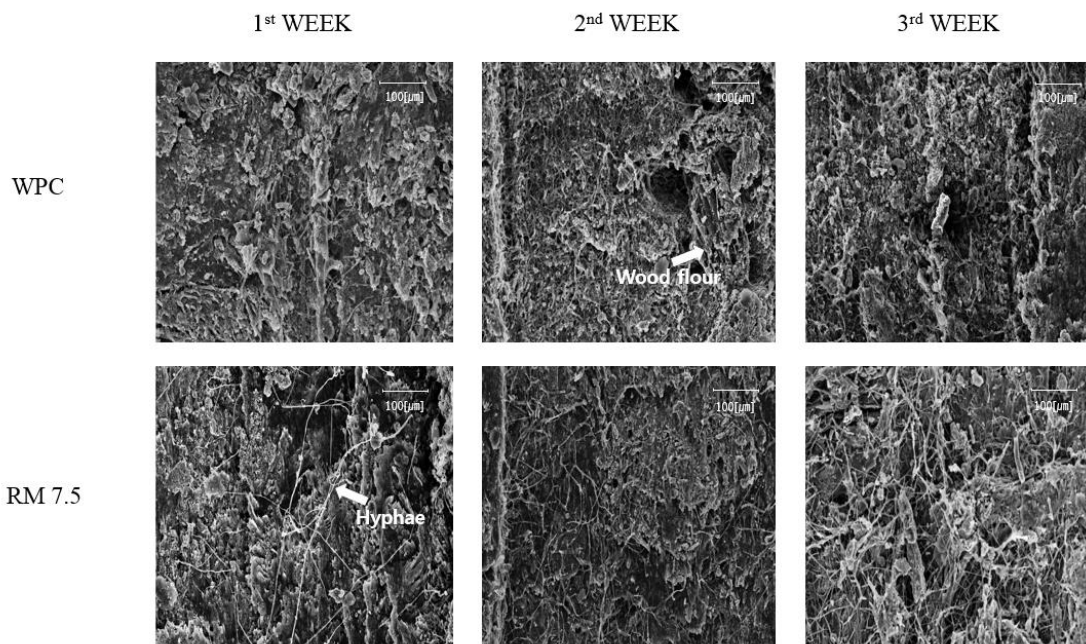 1st WEEK
2nd WEEK
3rd WEEK
WPC
100[µm]
100[µm]
100[µm]
Wood flour
RM 7.5
100[µm]
100[µm]
100[µm]
Hyphae